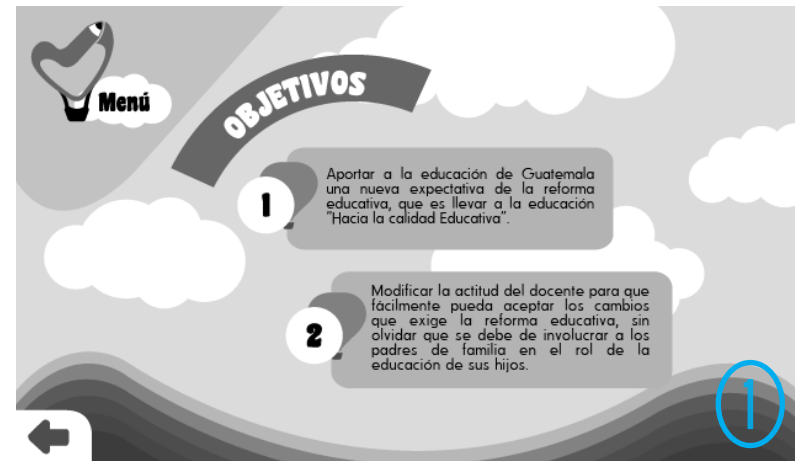 Menú
OBJETIVOS
1
Aportar a la educación de Guatemala
una nueva expectativa de la reforma
educativa, que es llevar a la educación
"Hacia la calidad Educativa".
2
Modificar la actitud del docente para que
fácilmente pueda aceptar los cambios
que exige la reforma educativa, sin
olvidar que se debe de involucrar a los
padres de familia en el rol de la
educación de sus hijos.
1